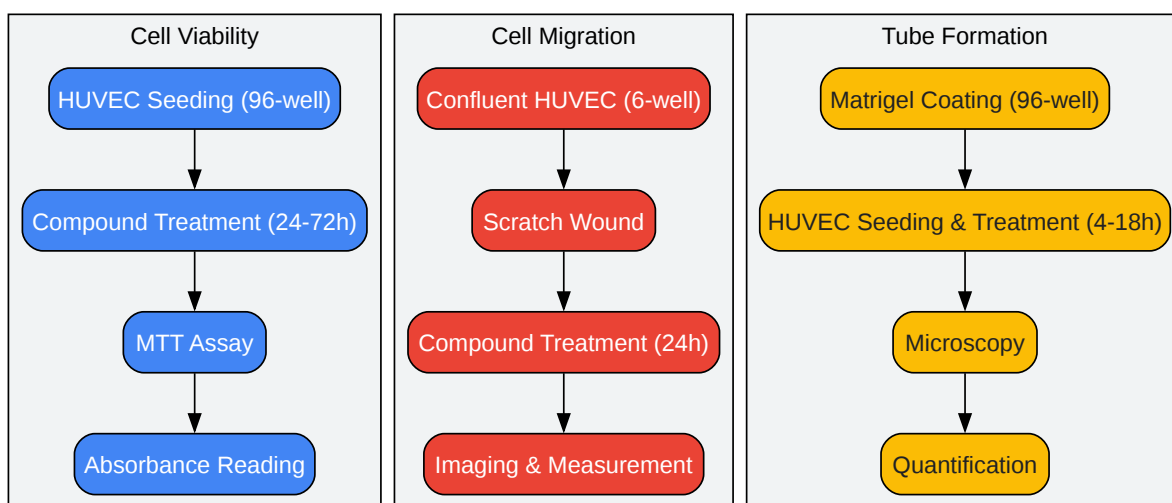 Cell Viability
HUVEC Seeding (96-well)
Compound Treatment (24-72h)
MTT Assay
Absorbance Reading
Cell Migration
Confluent HUVEC (6-well)
Scratch Wound
Compound Treatment (24h)
Imaging & Measurement
Tube Formation
Matrigel Coating (96-well)
HUVEC Seeding & Treatment (4-18h)
Microscopy
Quantification